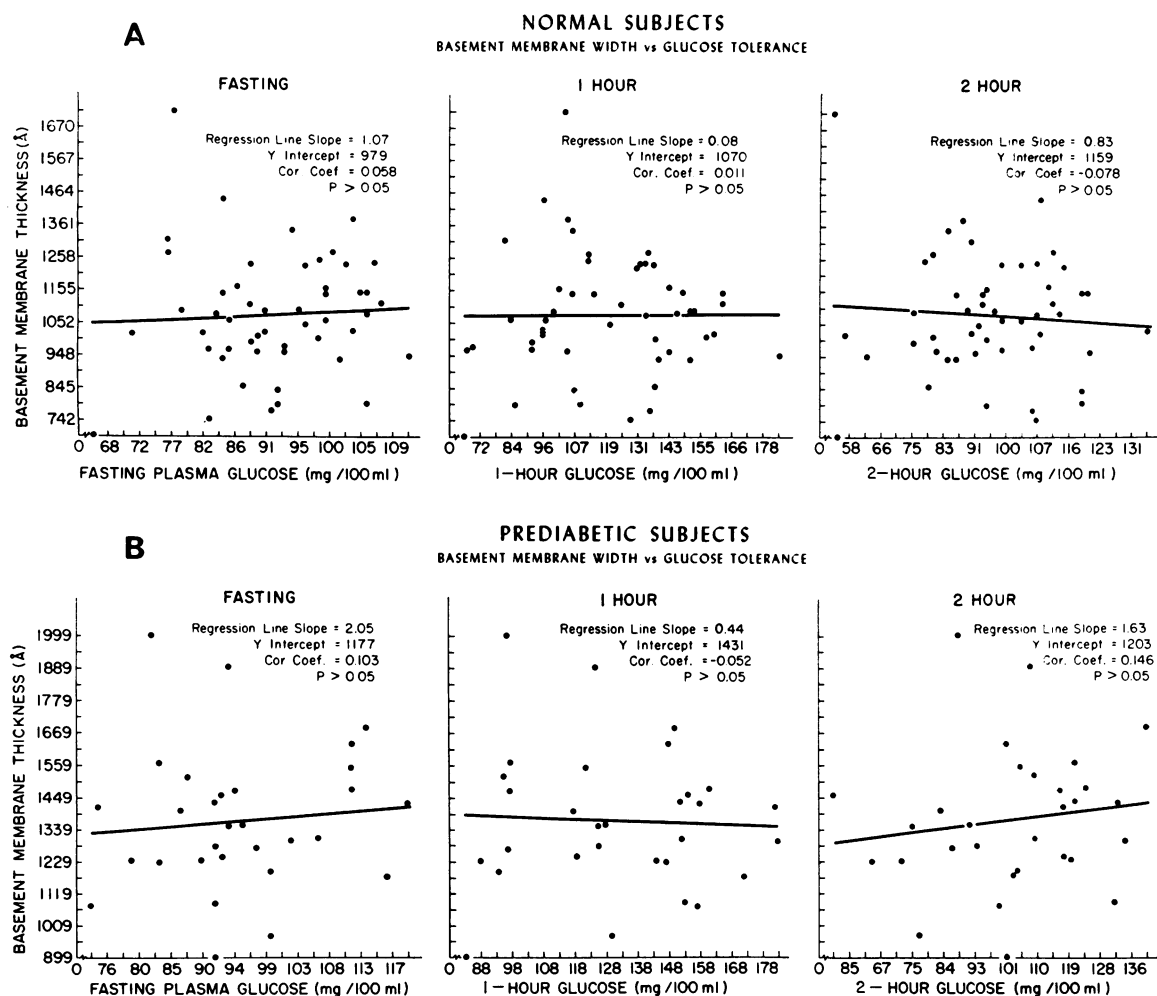 A
NORMAL SUBJECTS
BASEMENT MEMBRANE WIDTH vs GLUCOSE TOLERANCE
FASTING
Regression Line Slope = 1.07
Y Intercept = 979
Cor. Coef = 0.058
P > 0.05
BASEMENT MEMBRANE THICKNESS (Å)
1670
1567
1464
1361
1258
1155
1052
948
845
742
0 68 72 77 82 86 91 95 100 105 109
FASTING PLASMA GLUCOSE (mg/100 ml)
1 HOUR
Regression Line Slope = 0.08
Y Intercept = 1070
Cor. Coef = 0.011
P > 0.05
0 72 84 96 107 119 131 143 154 166 178
1-HOUR GLUCOSE (mg/100 ml)
2 HOUR
Regression Line Slope = 0.83
Y Intercept = 1159
Cor Coef = -0.078
P > 0.05
0 58 66 75 83 91 100 108 116 123 131
2-HOUR GLUCOSE (mg/100 ml)
B
PREDIABETIC SUBJECTS
BASEMENT MEMBRANE WIDTH vs GLUCOSE TOLERANCE
FASTING
Regression Line Slope = 2.05
Y Intercept = 1177
Cor Coef. = 0.103
P > 0.05
BASEMENT MEMBRANE THICKNESS (Å)
1999
1889
1779
1669
1559
1449
1339
1229
1119
1009
899
0 76 80 85 89 94 99 103 108 113 117
FASTING PLASMA GLUCOSE (mg/100 ml)
1 HOUR
Regression Line Slope = 0.44
Y Intercept = 1431
Cor. Coef. = -0.052
P > 0.05
0 88 98 108 118 128 138 148 158 168 178
1-HOUR GLUCOSE (mg/100 ml)
2 HOUR
Regression Line Slope = 1.63
Y Intercept = 1203
Cor. Coef. = 0.146
P > 0.05
0 85 67 75 84 93 101 110 119 128 136
2-HOUR GLUCOSE (mg/100 ml)